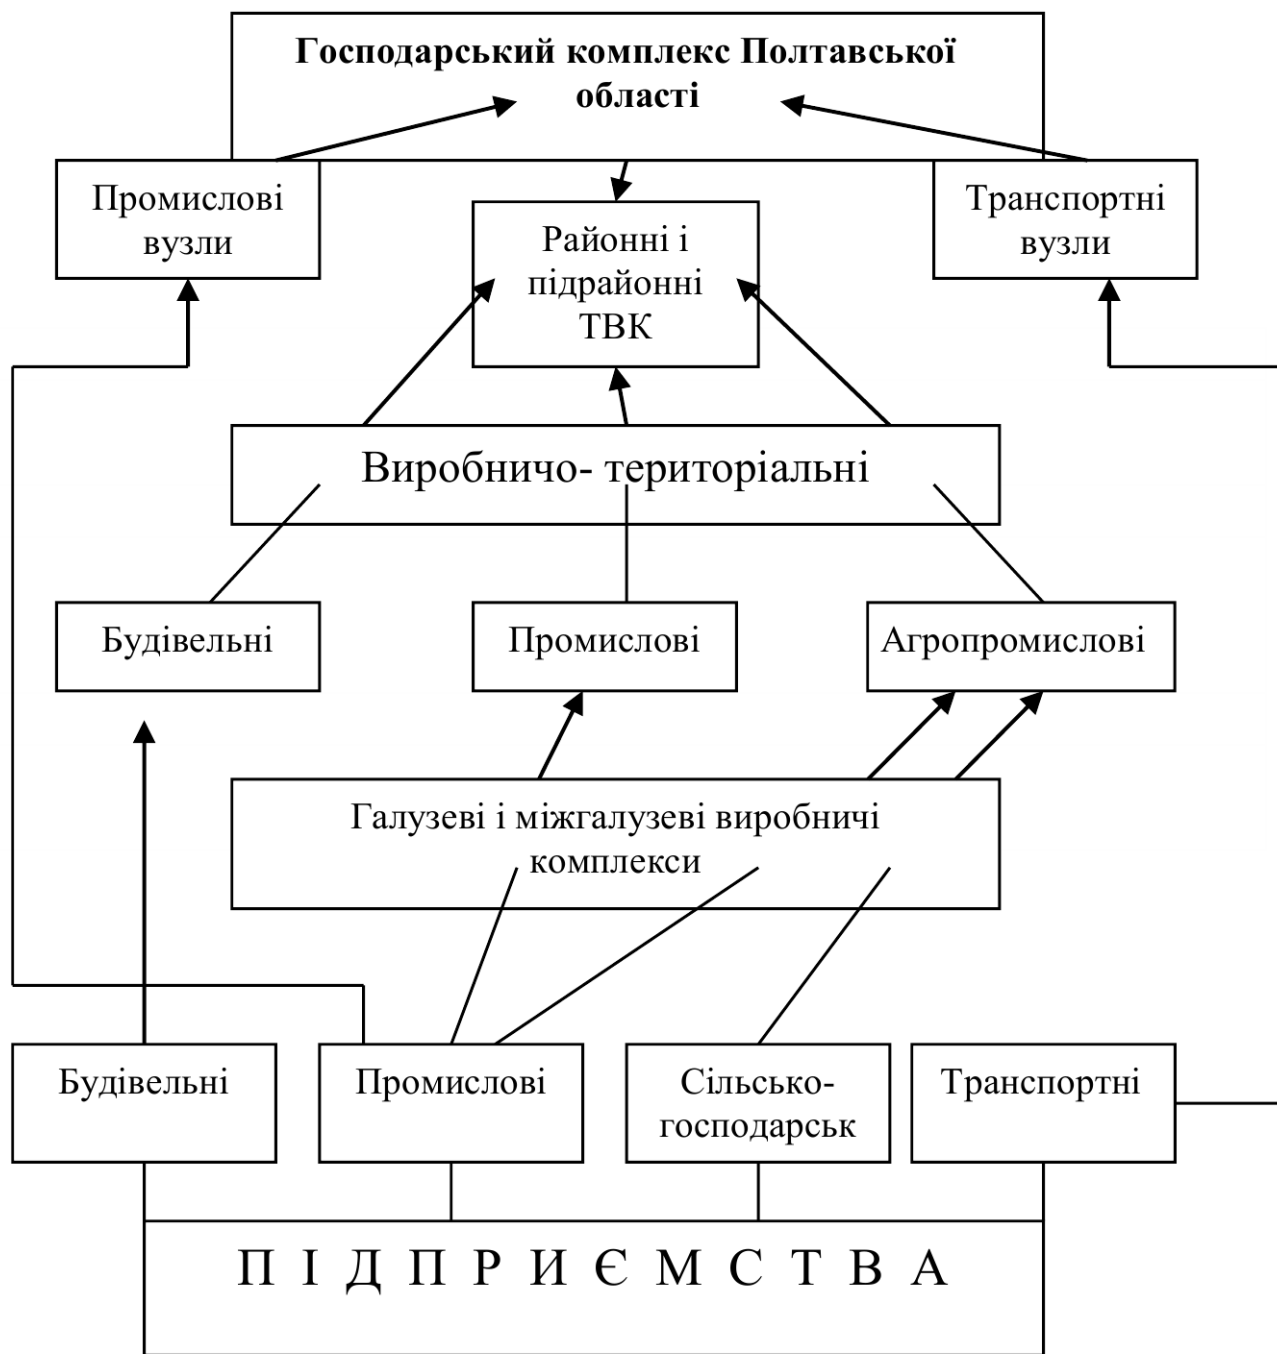 Господарський комплекс Полтавської
області
Промислові
вузли
Транспортні
вузли
Районні і
підрайонні
ТВК
Виробничо- територіальні
Будівельні
Промислові
Агропромислові
Галузеві і міжгалузеві виробничі
комплекси
Будівельні
Промислові
Сільсько-
господарськ
Транспортні
П І Д П Р И Є М С Т В А